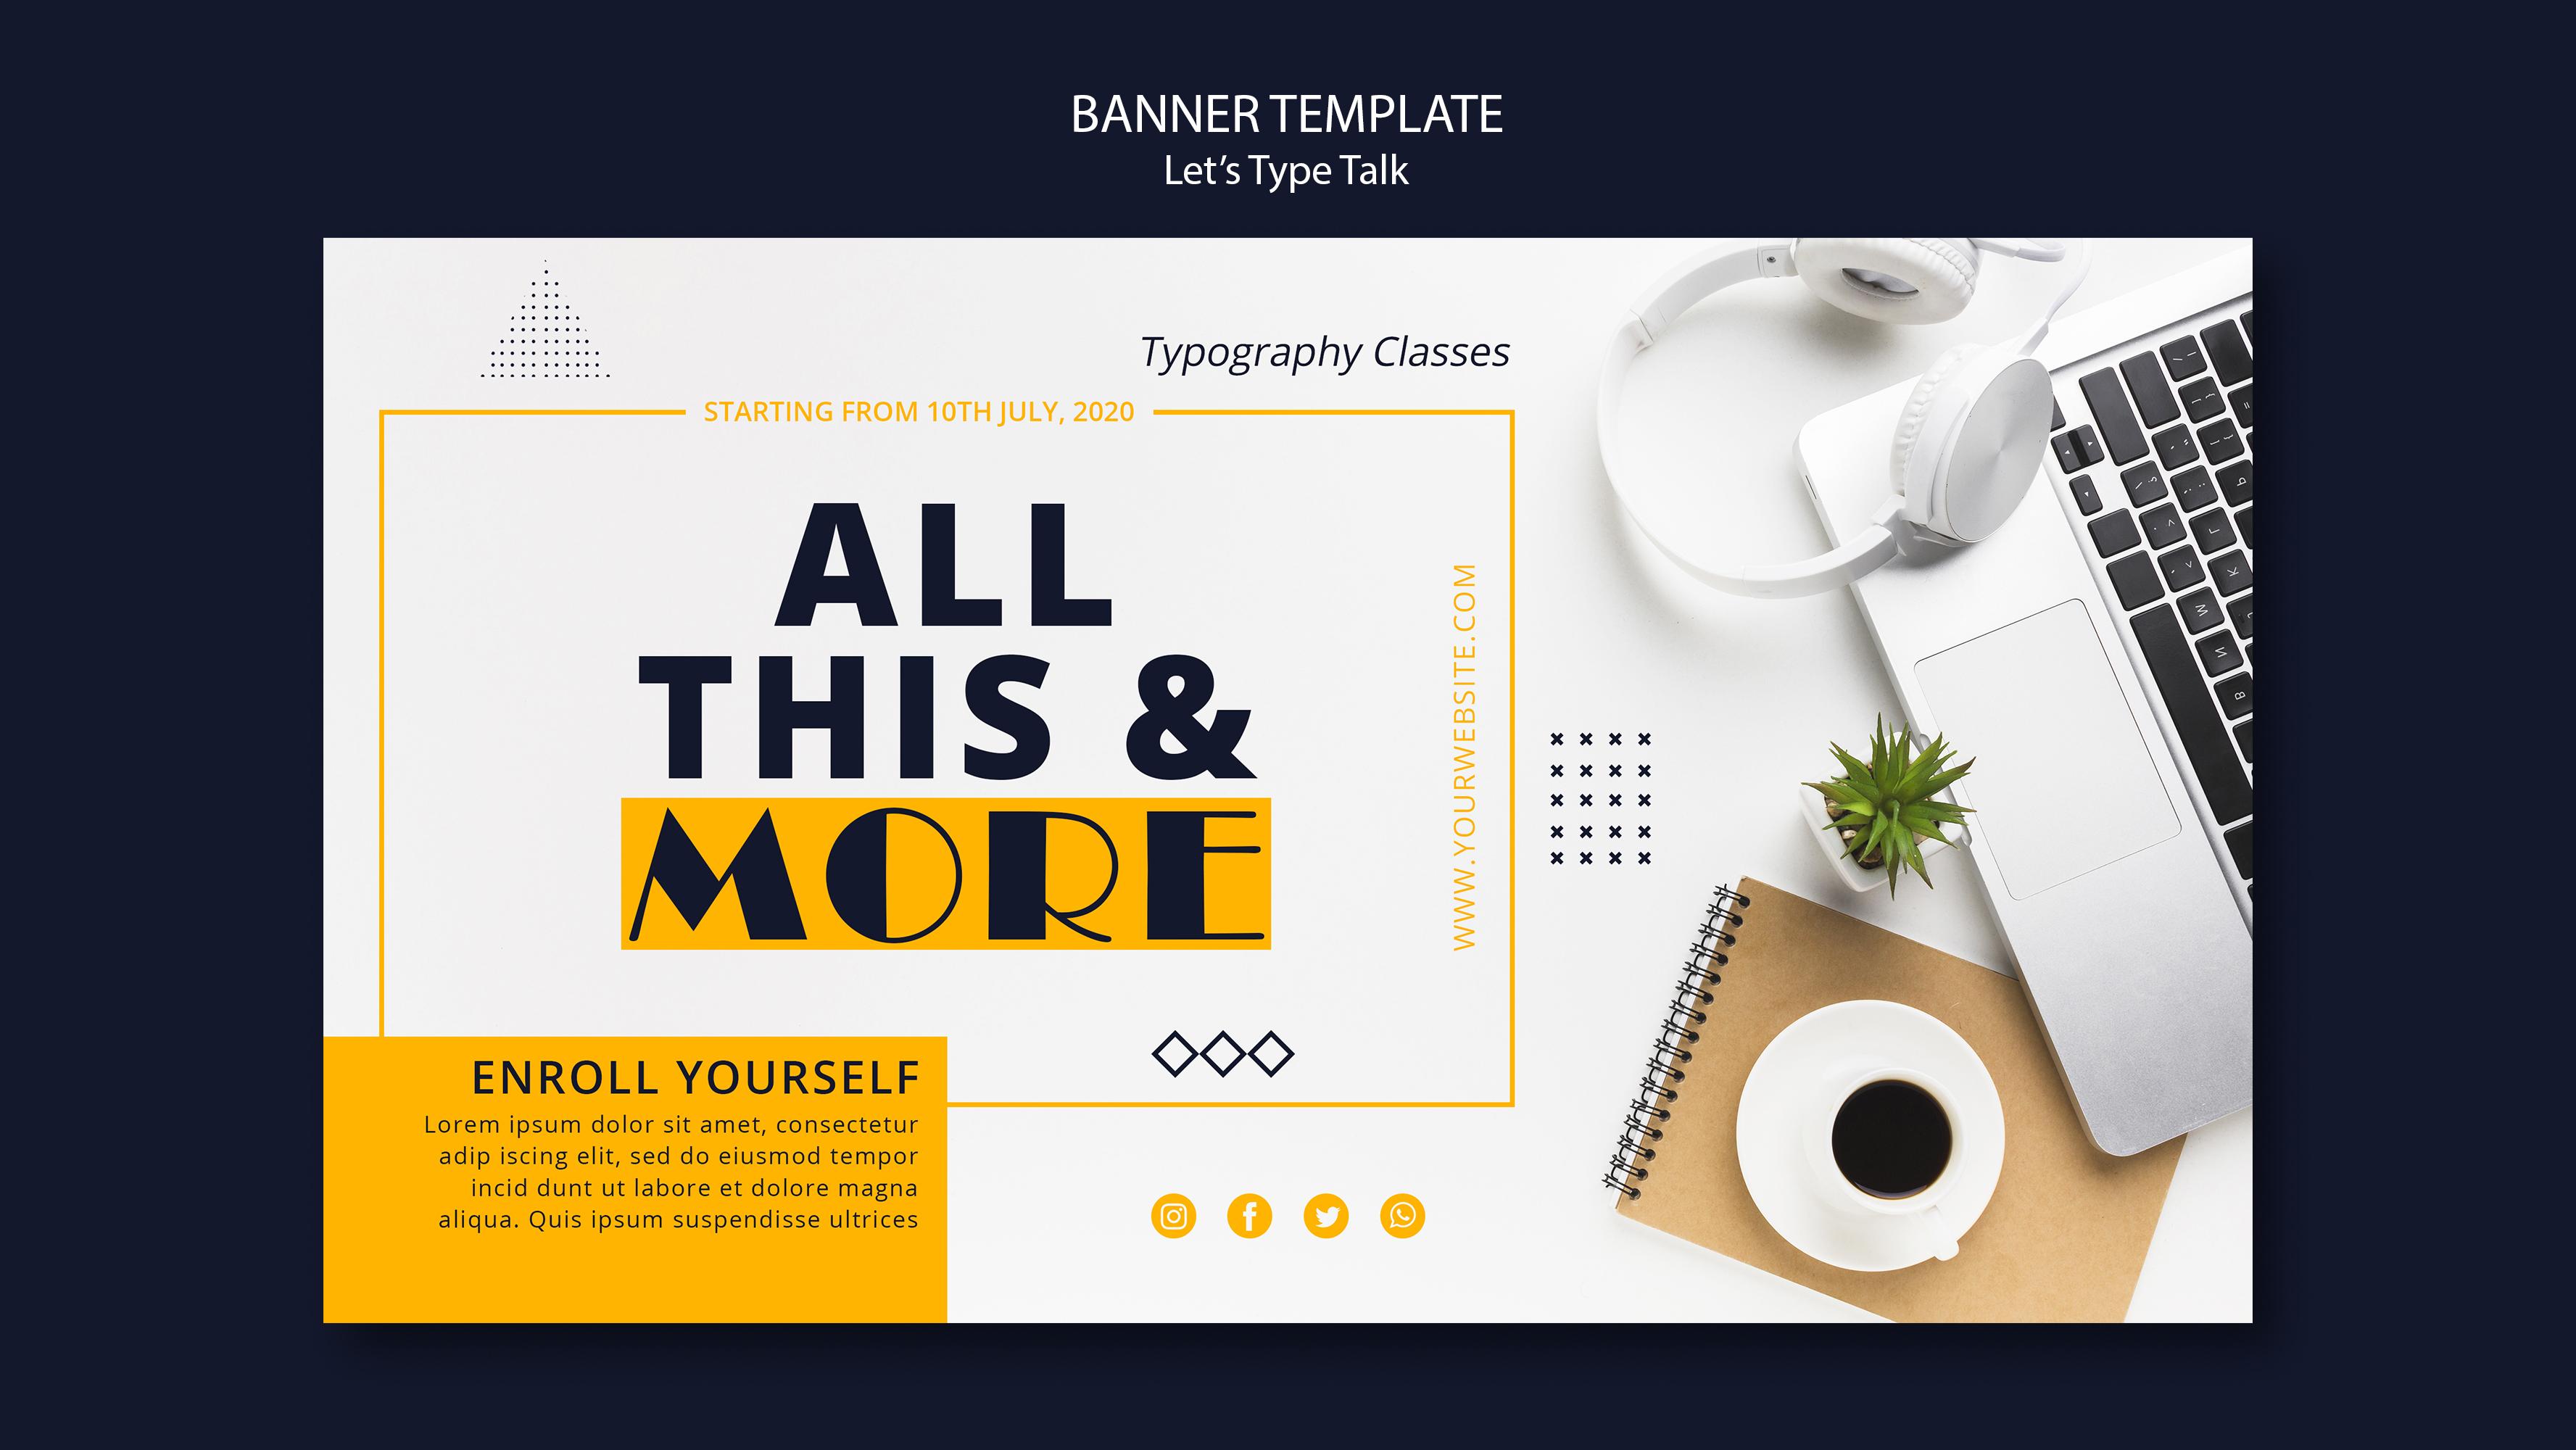 BANNER TEMPLATE
Let’s Type Talk
Typography Classes
STARTING FROM 10TH JULY, 2020
ALL
THIS &
MORE
WWW.YOURWEBSITE.COM
ENROLL YOURSELF
Lorem ipsum dolor sit amet, consectetur
adip iscing elit, sed do eiusmod tempor
incid dunt ut labore et dolore magna
aliqua. Quis ipsum suspendisse ultrices